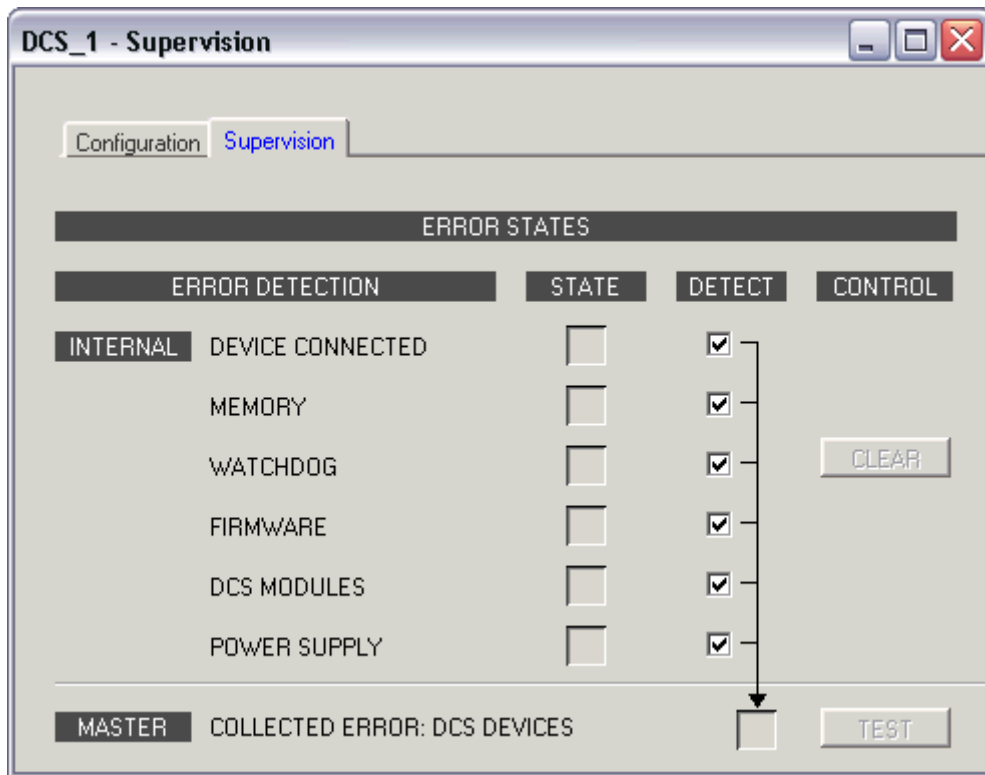 DCS_1 - Supervision
Configuration Supervision
ERROR STATES
ERROR DETECTION STATE DETECT CONTROL
INTERNAL DEVICE CONNECTED
MEMORY
WATCHDOG CLEAR
FIRMWARE
DCS MODULES
POWER SUPPLY
MASTER COLLECTED ERROR: DCS DEVICES TEST